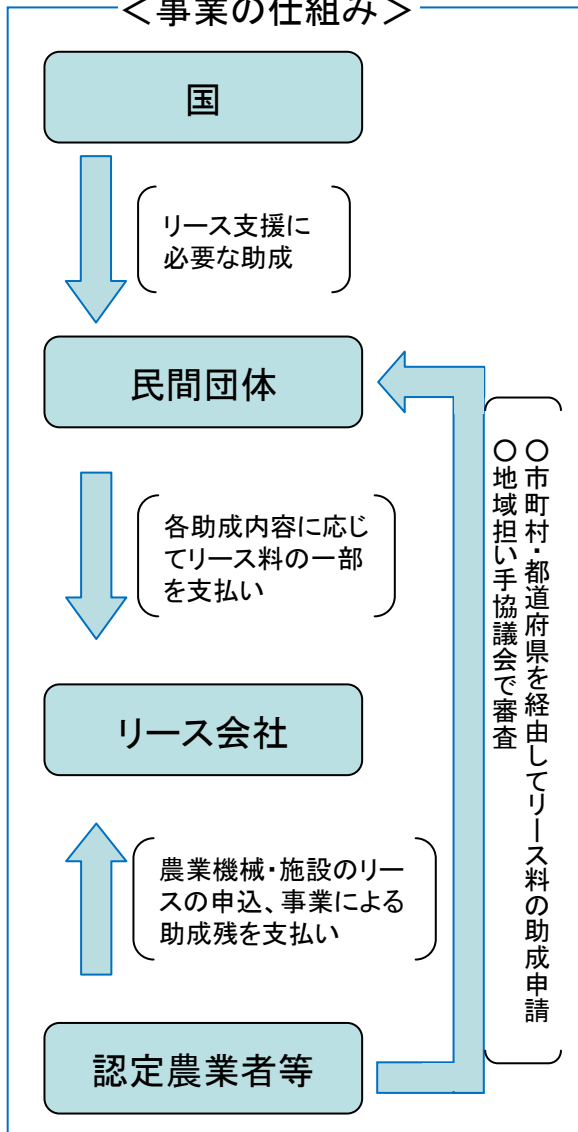 ＜事業の仕組み＞
国
リース支援に
必要な助成
民間団体
各助成内容に応じ
てリース料の一部
を支払い
リース会社
農業機械・施設のリー
スの申込、事業による
助成残を支払い
認定農業者等
○市町村・都道府県を経由してリース料の助成申請
○地域担い手協議会で審査